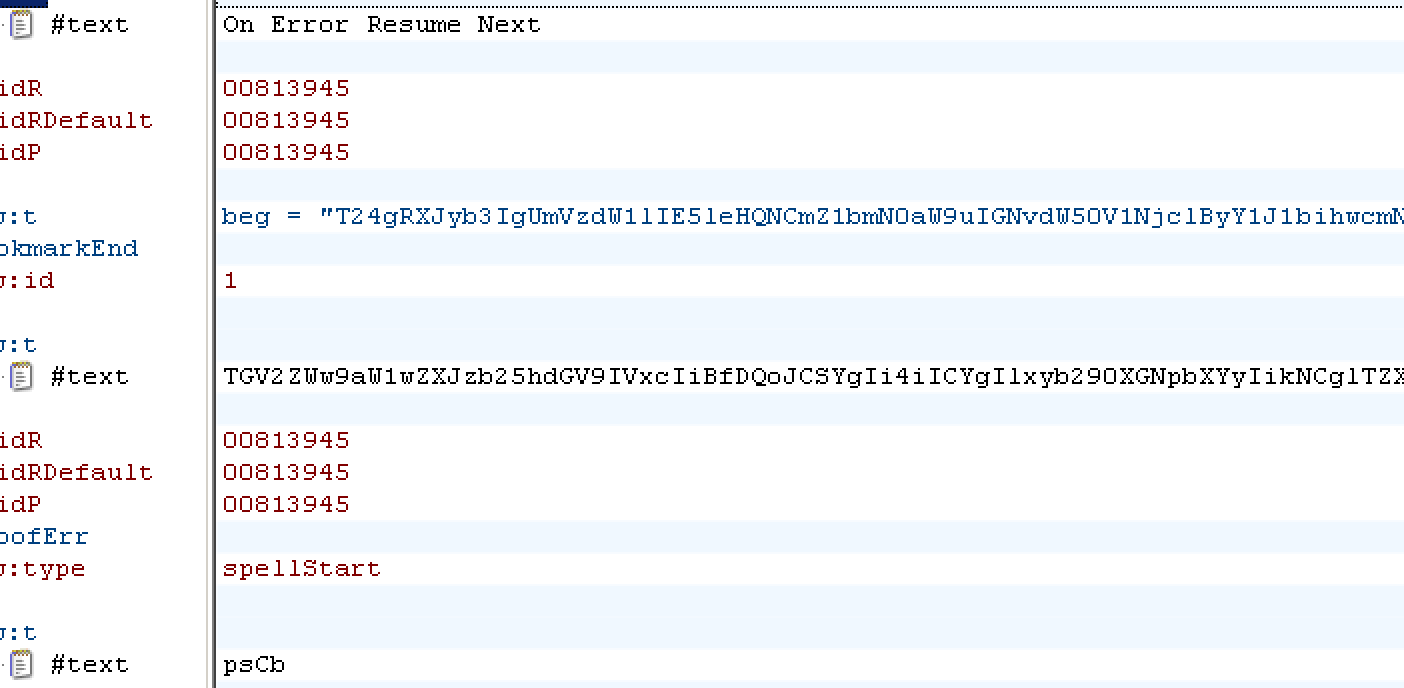 #text On Error Resume Next
idR 00813945
idRDefault 00813945
idP 00813945
:t beg = "T24gRXJyb3IgUmVzdW1lIE5leHQNCmZ1bmN0aW9uIGNvdW50V1NjclByY1J1bihwcmN
okmarkEnd
:id 1
:t
#text TGV2ZWw9aW1wZXJzb25hdGV9IVxcIiBfDQoJCSYgIi4iICYgIlxyb290XGNpbXYyIikNCglTZX
idR 00813945
idRDefault 00813945
idP 00813945
oofErr
:type spellStart
:t
#text psCb